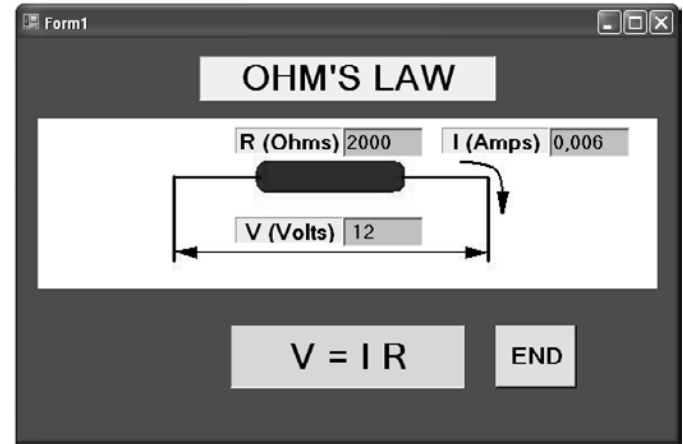 Form1
OHM'S LAW
R (Ohms) 2000 I (Amps) 0,006
V (Volts) 12
V = I R
END